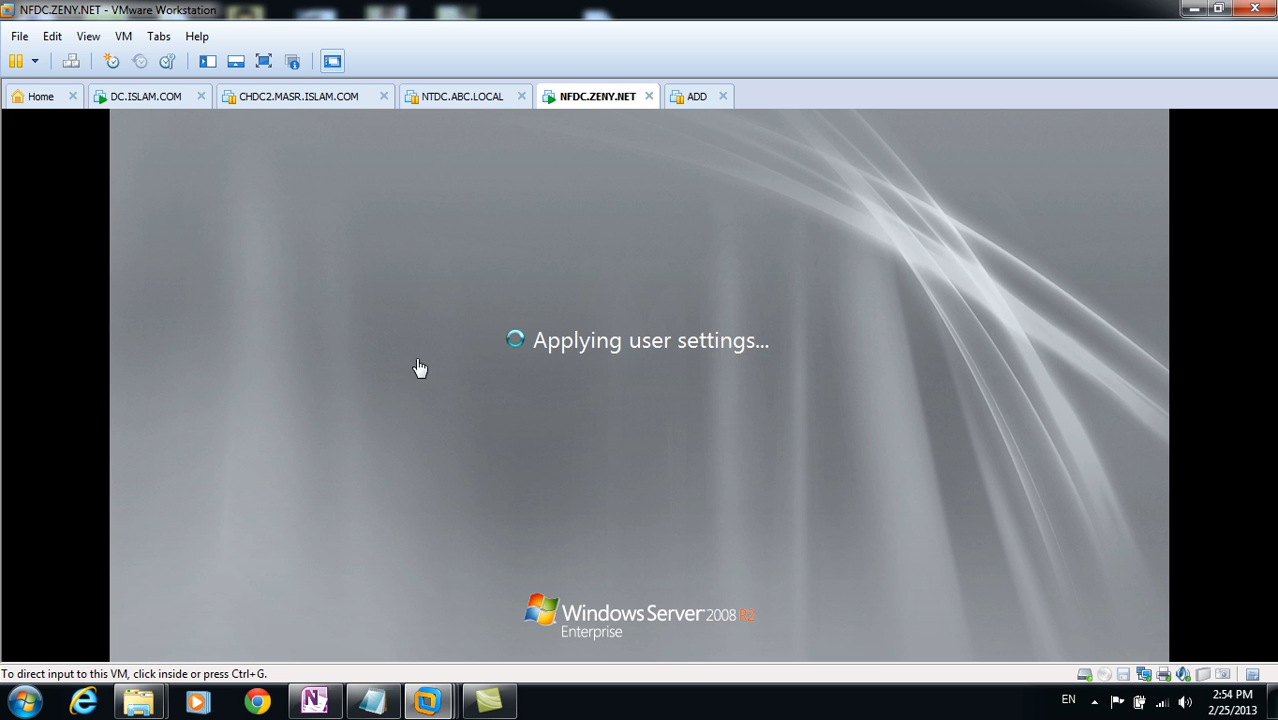 NFDC.ZENY.NET - VMware Workstation
File Edit View VM Tabs Help
Home DC.ISLAM.COM CHDC2.MASR.ISLAM.COM NTDC.ABC.LOCAL NFDC.ZENY.NET ADD
Applying user settings...
Windows Server 2008 R2
Enterprise
To direct input to this VM, click inside or press Ctrl+G.
EN
2:54 PM
2/25/2013